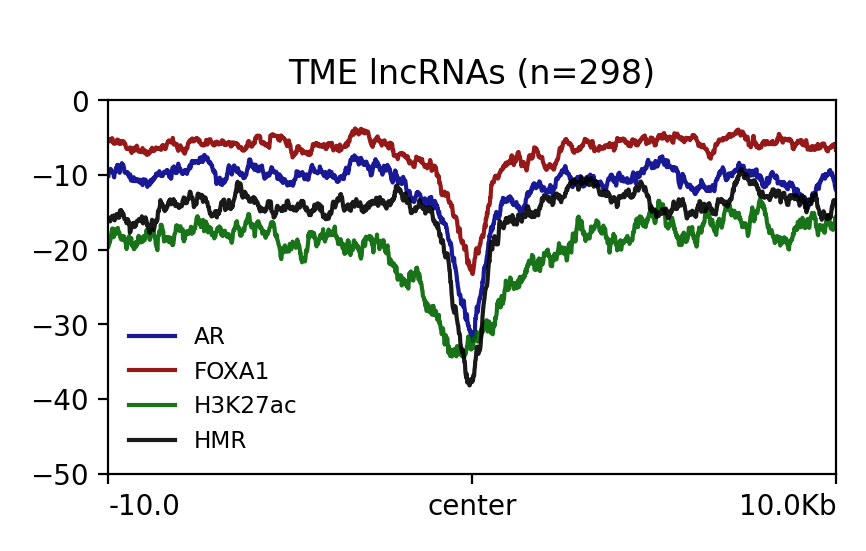 TME lncRNAs (n=298)
0
−10
−20
−30
−40
−50
AR
FOXA1
H3K27ac
HMR
-10.0 center 10.0Kb